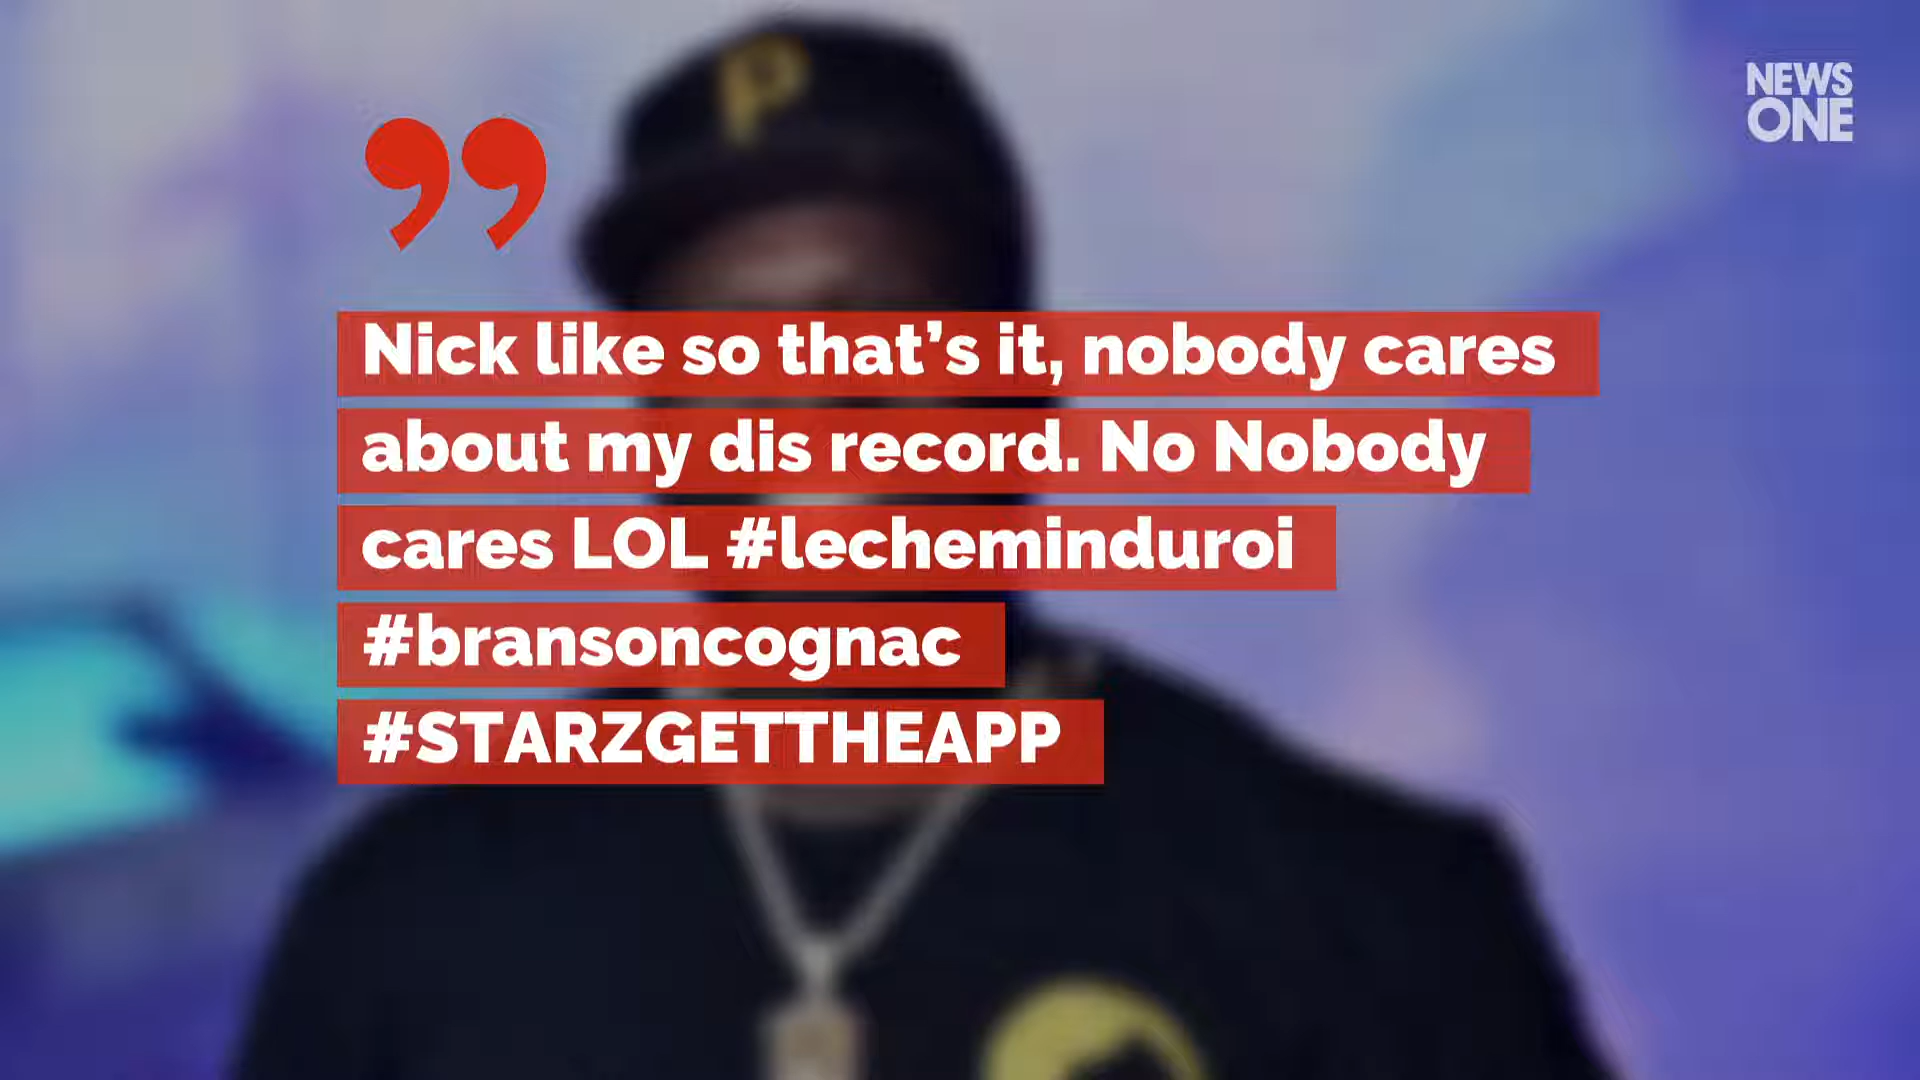 NEWS
ONE
P
”
Nick like so that’s it, nobody cares
about my dis record. No Nobody
cares LOL #lecheminduroi
#bransoncognac
#STARZGETTHEAPP